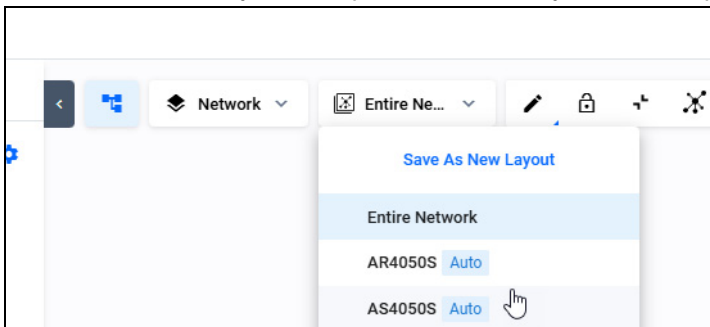 Network
Entire Ne...
Save As New Layout
Entire Network
AR4050S Auto
AS4050S Auto